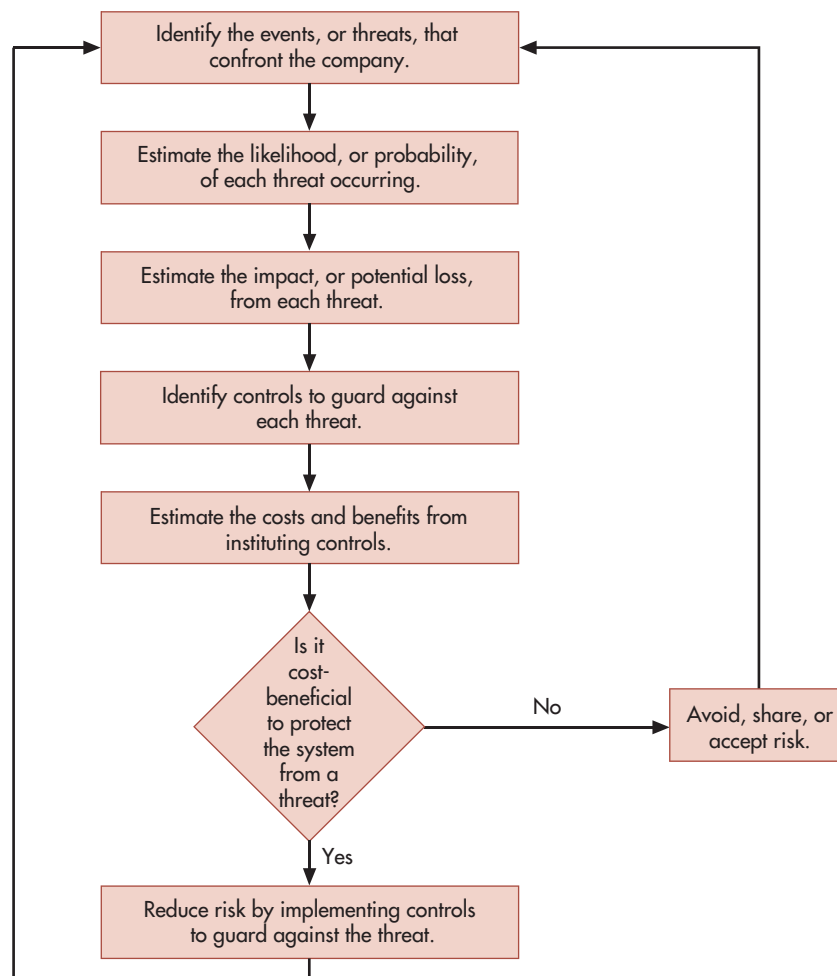 Identify the events, or threats, that
confront the company.
Estimate the likelihood, or probability,
of each threat occurring.
Estimate the impact, or potential loss,
from each threat.
Identify controls to guard against
each threat.
Estimate the costs and benefits from
instituting controls.
Is it
cost-
beneficial
to protect
the system
from a
threat?
No
Avoid, share, or
accept risk.
Yes
Reduce risk by implementing controls
to guard against the threat.